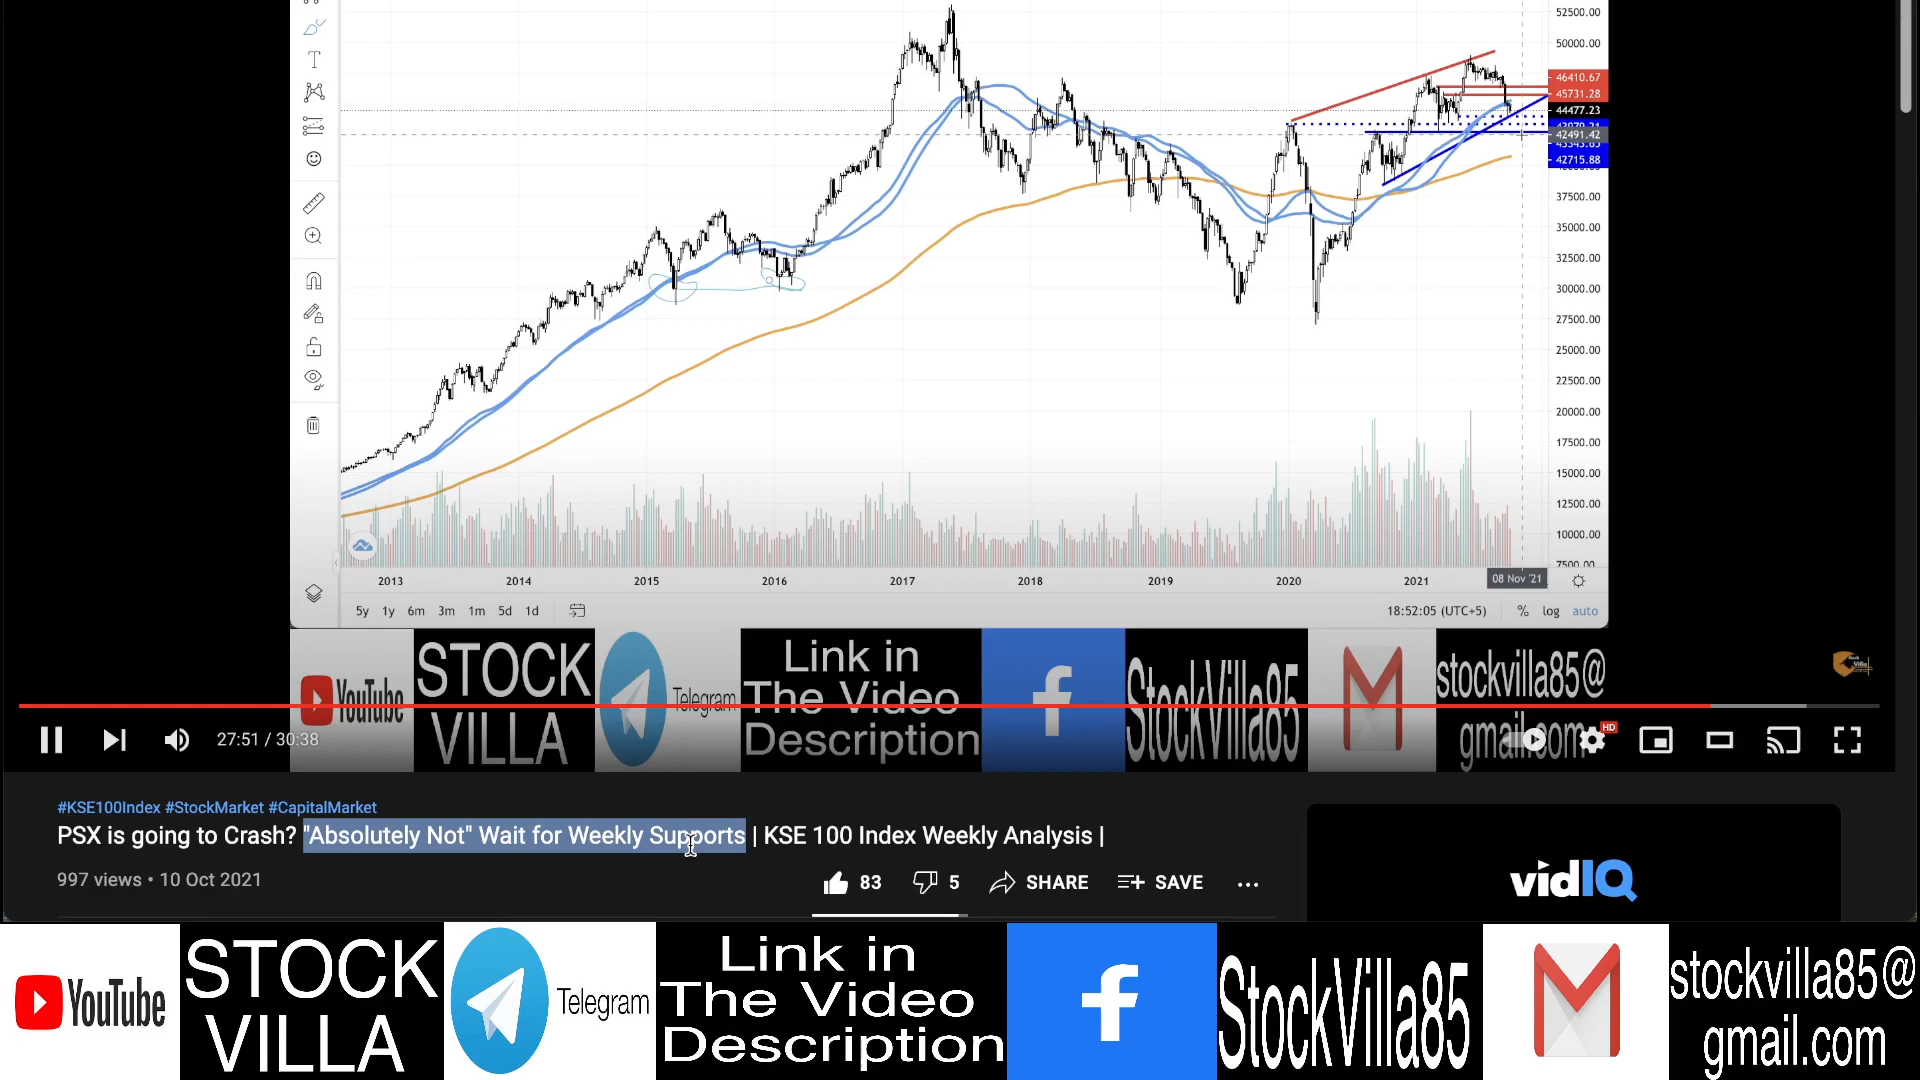 52500.00
50000.00
46410.67
45731.28
44477.23
42491.42
42715.88
37500.00
35000.00
32500.00
30000.00
27500.00
25000.00
22500.00
20000.00
17500.00
15000.00
12500.00
10000.00
7500.00
2013 2014 2015 2016 2017 2018 2019 2020 2021 08 Nov '21
5y 1y 6m 3m 1m 5d 1d 18:52:05 (UTC+5) % log auto
YouTube
STOCK
VILLA
Telegram
Link in
The Video
Description
StockVilla85
stockvilla85@
gmail.com
27:51 / 30:38
HD
#KSE100Index #StockMarket #CapitalMarket
PSX is going to Crash? "Absolutely Not" Wait for Weekly Supports | KSE 100 Index Weekly Analysis |
997 views • 10 Oct 2021
83 5 SHARE SAVE
vidIQ
YouTube
STOCK
VILLA
Telegram
Link in
The Video
Description
StockVilla85
stockvilla85@
gmail.com